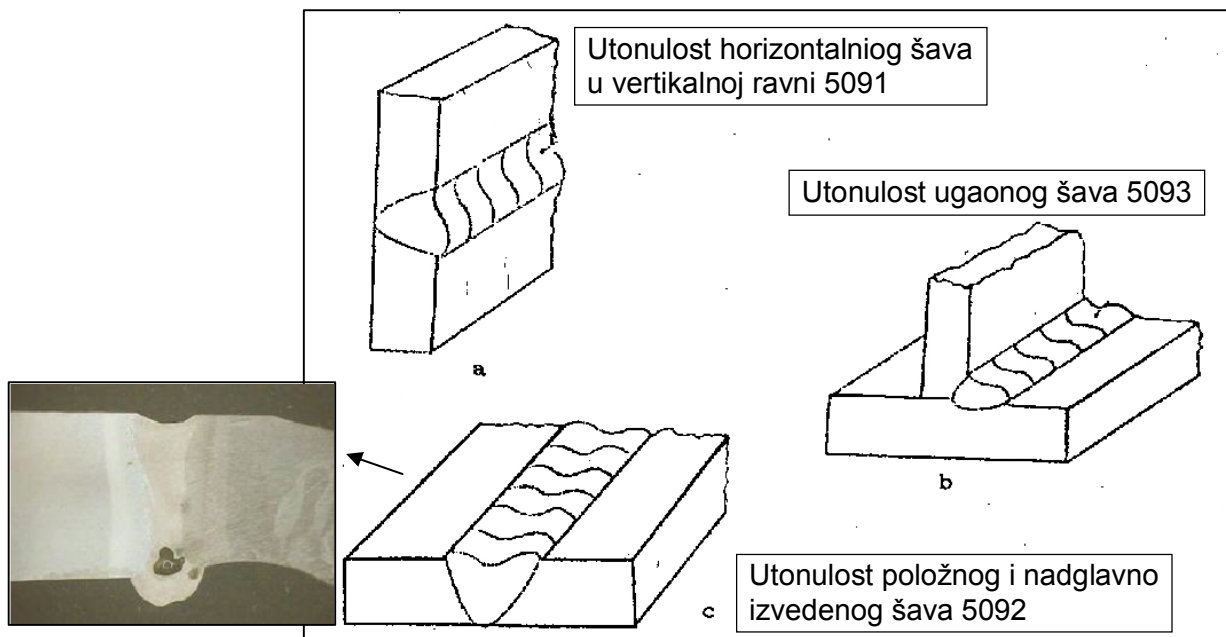 Utonulost horizontalniog šava
u vertikalnoj ravni 5091
a
Utonulost ugaonog šava 5093
b
c
Utonulost položnog i nadglavno
izvedenog šava 5092